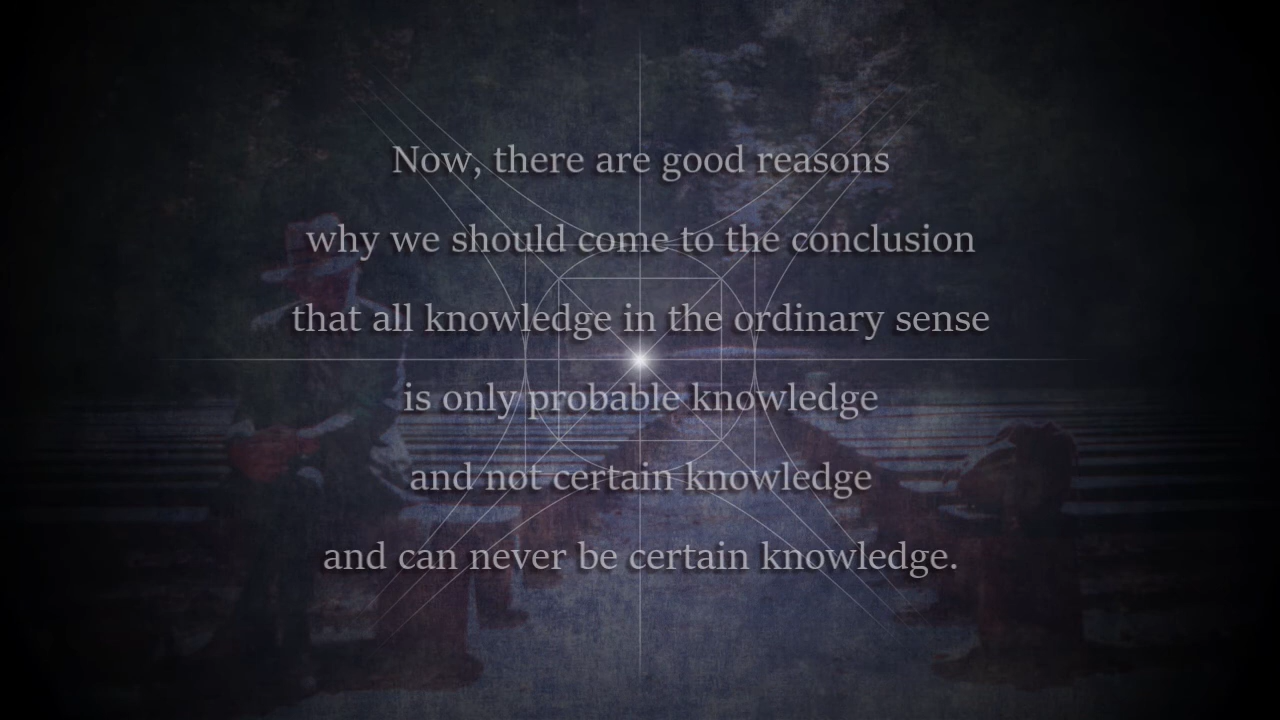 Now, there are good reasons
why we should come to the conclusion
that all knowledge in the ordinary sense
is only probable knowledge
and not certain knowledge
and can never be certain knowledge.